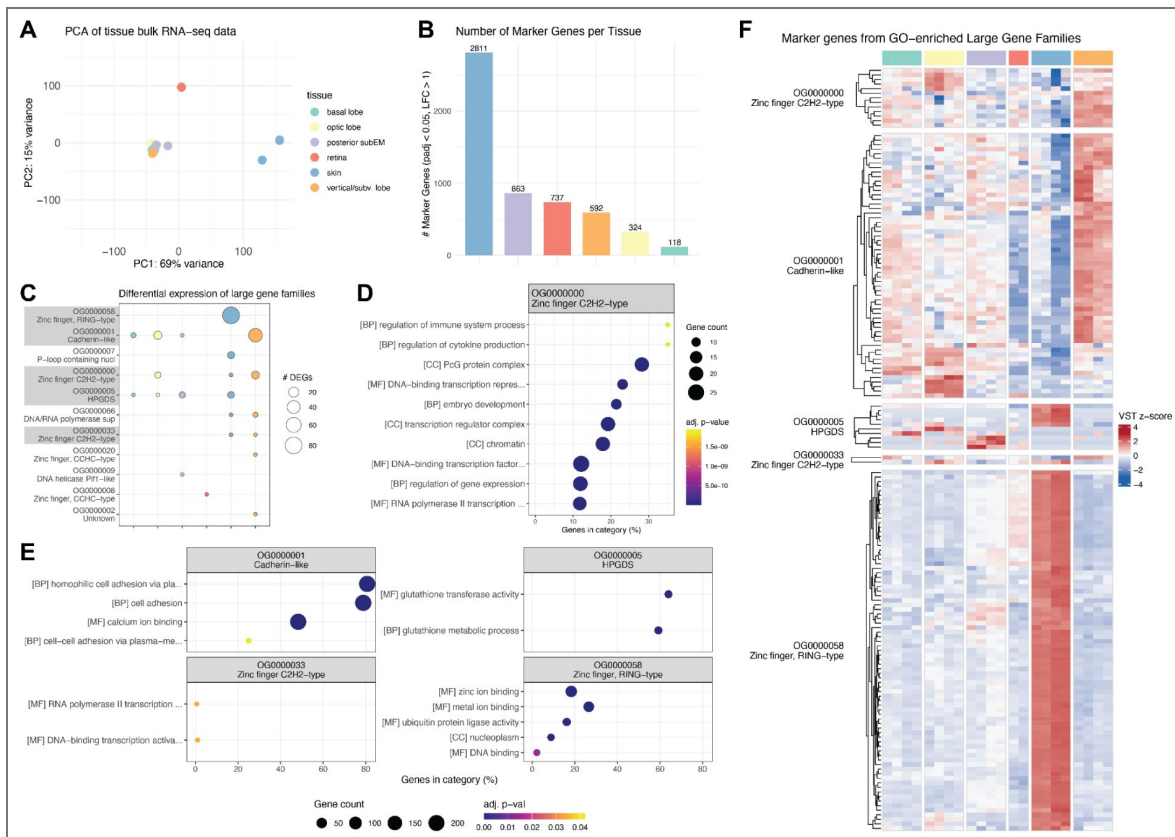 A
PCA of tissue bulk RNA-seq data
100
0
−100
PC2: 15% variance
−100
0
100
PC1: 69% variance
tissue
basal lobe
optic lobe
posterior subEM
retina
skin
vertical/subv. lobe
B
Number of Marker Genes per Tissue
# Marker Genes (padj < 0.05, LFC > 1)
2000
1000
0
2811
863
737
592
324
118
C
Differential expression of large gene families
OG0000058
Zinc finger, RING-type
OG0000001
Cadherin-like
OG0000007
P-loop containing nucl
OG0000000
Zinc finger C2H2-type
OG0000005
HPGDS
OG0000066
DNA/RNA polymerase sup
OG0000033
Zinc finger C2H2-type
OG0000020
Zinc finger, CCHC-type
OG0000009
DNA helicase Pif1-like
OG0000008
Zinc finger, CCHC-type
OG0000002
Unknown
# DEGs
20
40
60
80
D
OG0000000
Zinc finger C2H2-type
[BP] regulation of immune system process
[BP] regulation of cytokine production
[CC] PcG protein complex
[MF] DNA-binding transcription repres...
[BP] embryo development
[CC] transcription regulator complex
[CC] chromatin
[MF] DNA-binding transcription factor...
[BP] regulation of gene expression
[MF] RNA polymerase II transcription ...
0
10
20
30
Genes in category (%)
Gene count
10
15
20
25
adj. p-value
1.5e-09
1.0e-09
5.0e-10
E
OG0000001
Cadherin-like
[BP] homophilic cell adhesion via pla...
[BP] cell adhesion
[MF] calcium ion binding
[BP] cell-cell adhesion via plasma-me...
OG0000005
HPGDS
[MF] glutathione transferase activity
[BP] glutathione metabolic process
OG0000033
Zinc finger C2H2-type
[MF] RNA polymerase II transcription ...
[MF] DNA-binding transcription activa...
OG0000058
Zinc finger, RING-type
[MF] zinc ion binding
[MF] metal ion binding
[MF] ubiquitin protein ligase activity
[CC] nucleoplasm
[MF] DNA binding
0 20 40 60 80
0 20 40 60 80
Genes in category (%)
Gene count
50 100 150 200
adj. p-val
0.00 0.01 0.02 0.03 0.04
F
Marker genes from GO-enriched Large Gene Families
OG0000000
Zinc finger C2H2-type
OG0000001
Cadherin-like
OG0000005
HPGDS
OG0000033
Zinc finger C2H2-type
OG0000058
Zinc finger, RING-type
VST z-score
4
2
0
−2
−4